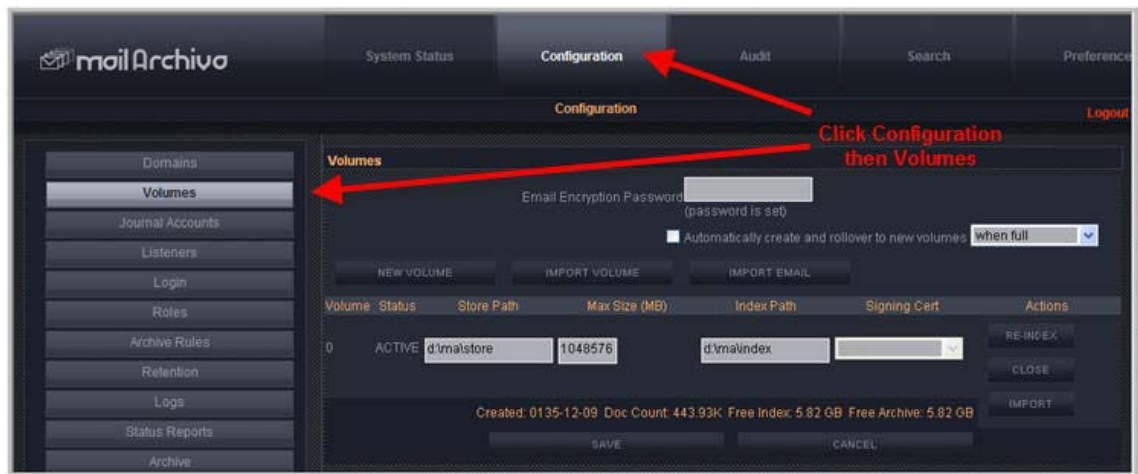 mailArchiva
System Status Configuration Audit Search Preference
Configuration
Logout
Click Configuration
then Volumes
Domains
Volumes
Journal Accounts
Listeners
Login
Roles
Archive Rules
Retention
Logs
Status Reports
Archive
Volumes
Email Encryption Password
(password is set)
Automatically create and rollover to new volumes when full
NEW VOLUME IMPORT VOLUME IMPORT EMAIL
Volume Status Store Path Max Size (MB) Index Path Signing Cert Actions
0 ACTIVE d:\ma\store 1048576 d:\ma\index
RE-INDEX
CLOSE
IMPORT
Created: 0135-12-09 Doc Count: 443.93K Free Index: 5.82 GB Free Archive: 5.82 GB
SAVE CANCEL